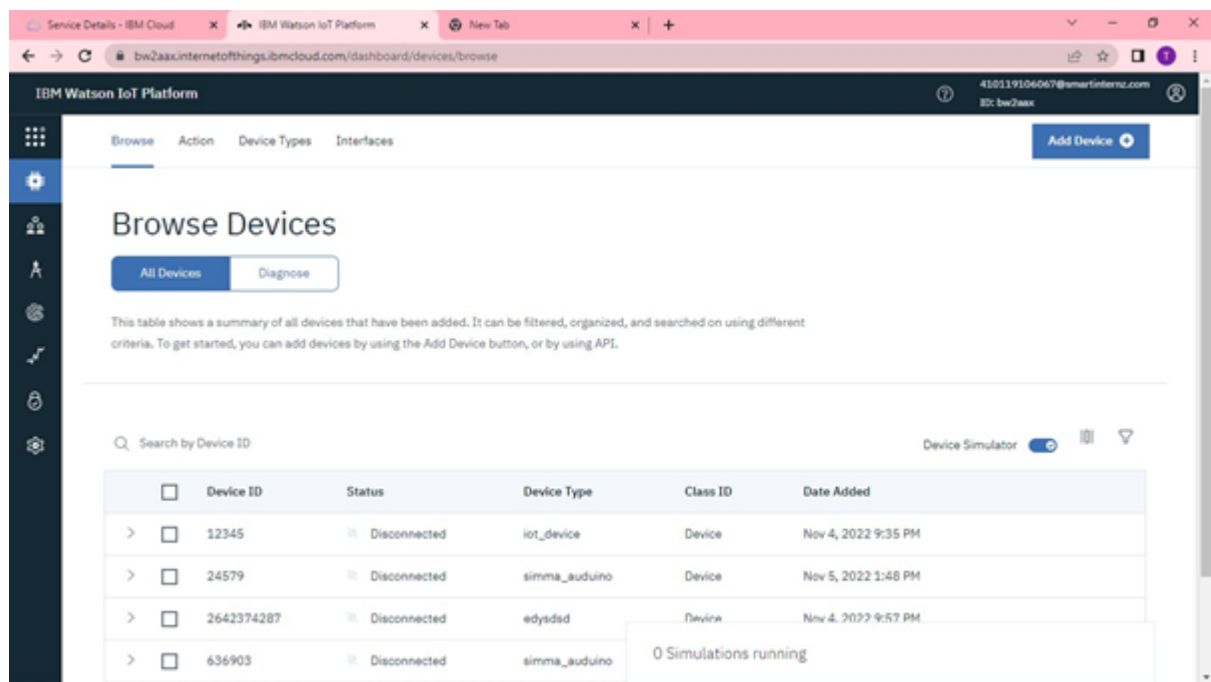 Service Details - IBM Cloud
IBM Watson IoT Platform
New Tab
bw2aax.internetofthings.ibmcloud.com/dashboard/devices/browse
IBM Watson IoT Platform
410119106067@smartinternz.com
ID: bw2aax
Browse Action Device Types Interfaces
Add Device
Browse Devices
All Devices Diagnose
This table shows a summary of all devices that have been added. It can be filtered, organized, and searched on using different
criteria. To get started, you can add devices by using the Add Device button, or by using API.
Search by Device ID
Device Simulator
Device ID Status Device Type Class ID Date Added
12345 Disconnected iot_device Device Nov 4, 2022 9:35 PM
24579 Disconnected simma_auduino Device Nov 5, 2022 1:48 PM
2642374287 Disconnected edysdsd Device Nov 4, 2022 9:57 PM
636903 Disconnected simma_auduino
0 Simulations running